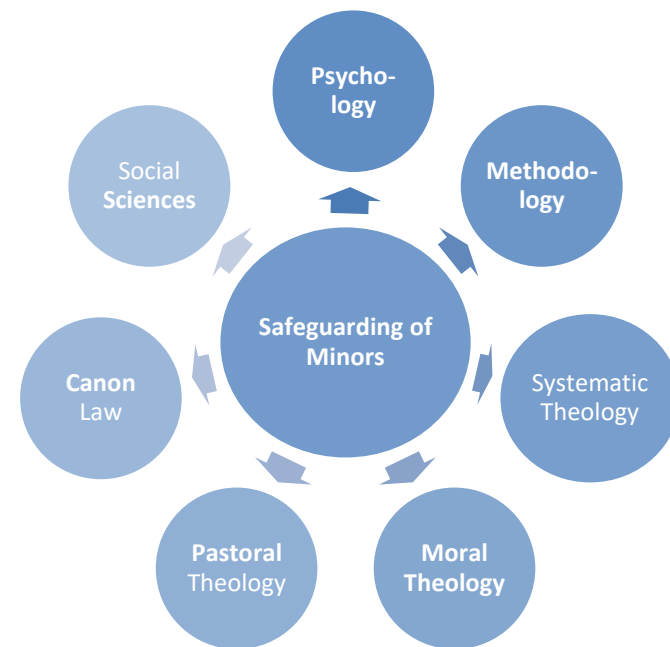 Psycho-
logy
Methodo-
logy
Systematic
Theology
Moral
Theology
Pastoral
Theology
Canon
Law
Social
Sciences
Safeguarding of
Minors